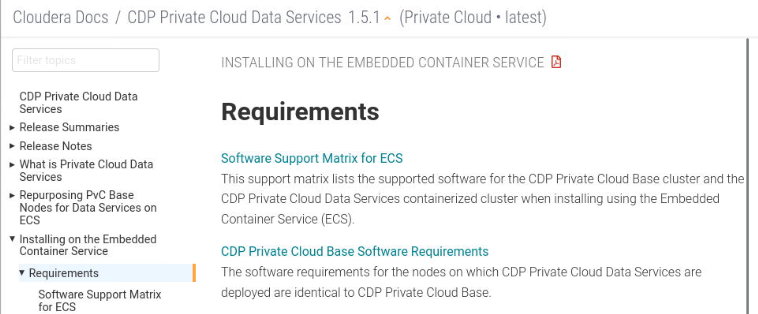 Cloudera Docs / CDP Private Cloud Data Services 1.5.1 (Private Cloud • latest)
Filter topics
CDP Private Cloud Data
Services
Release Summaries
Release Notes
What is Private Cloud Data
Services
Repurposing PvC Base
Nodes for Data Services on
ECS
Installing on the Embedded
Container Service
Requirements
Software Support Matrix
for ECS
INSTALLING ON THE EMBEDDED CONTAINER SERVICE
Requirements
Software Support Matrix for ECS
This support matrix lists the supported software for the CDP Private Cloud Base cluster and the
CDP Private Cloud Data Services containerized cluster when installing using the Embedded
Container Service (ECS).
CDP Private Cloud Base Software Requirements
The software requirements for the nodes on which CDP Private Cloud Data Services are
deployed are identical to CDP Private Cloud Base.